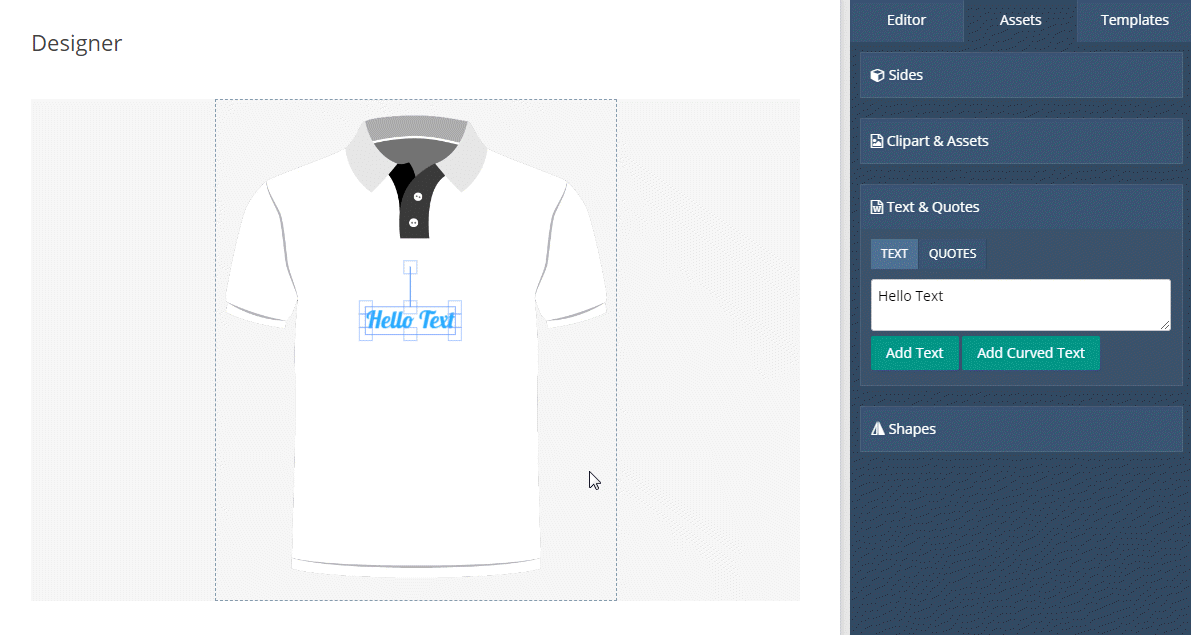 Designer
Hello Text
Editor
Assets
Templates
Sides
Clipart & Assets
Text & Quotes
TEXT
QUOTES
Hello Text
Add Text
Add Curved Text
Shapes